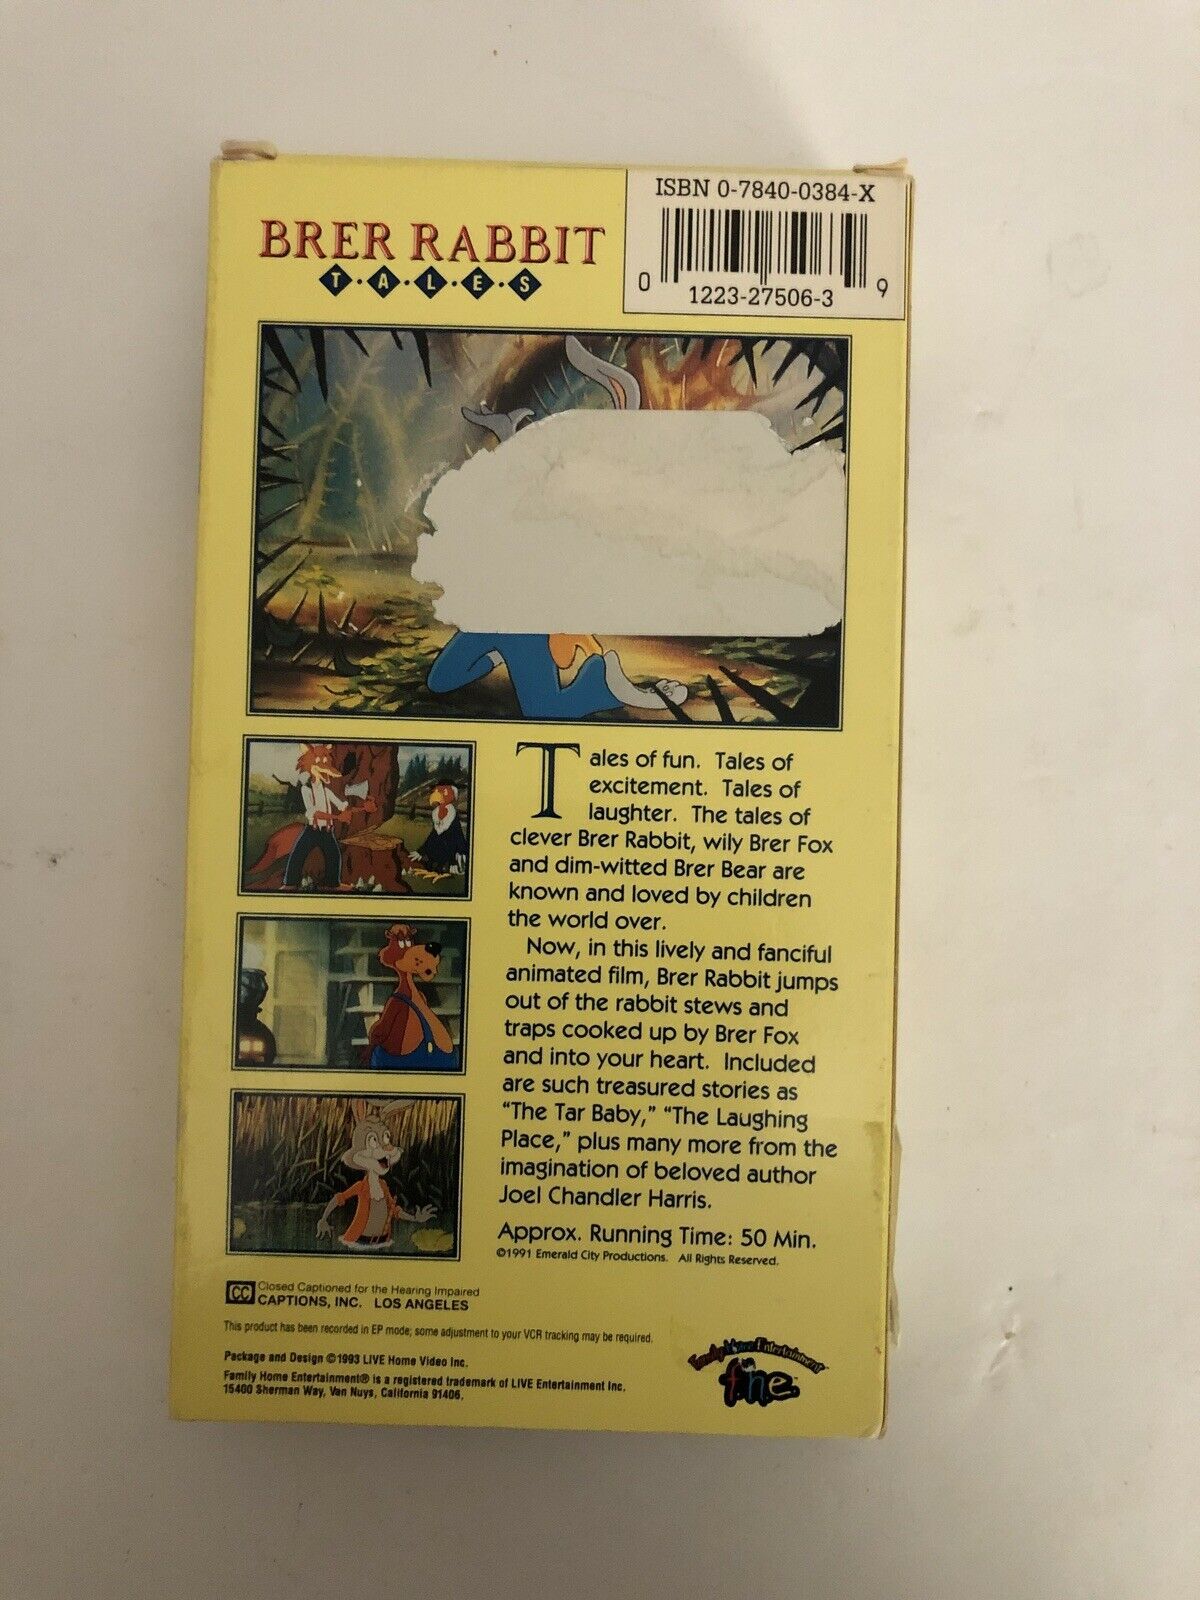 ISBN 0-7840-0384-X
0 1223-27506-3 9
BRER RABBIT
T·A·L·E·S
Tales of fun. Tales of
excitement. Tales of
laughter. The tales of
clever Brer Rabbit, wily Brer Fox
and dim-witted Brer Bear are
known and loved by children
the world over.
Now, in this lively and fanciful
animated film, Brer Rabbit jumps
out of the rabbit stews and
traps cooked up by Brer Fox
and into your heart. Included
are such treasured stories as
“The Tar Baby,” “The Laughing
Place,” plus many more from the
imagination of beloved author
Joel Chandler Harris.
Approx. Running Time: 50 Min.
©1991 Emerald City Productions. All Rights Reserved.
CC Closed Captioned for the Hearing Impaired
CAPTIONS, INC. LOS ANGELES
This product has been recorded in EP mode; some adjustment to your VCR tracking may be required.
Package and Design ©1993 LIVE Home Video Inc.
Family Home Entertainment® is a registered trademark of LIVE Entertainment Inc.
15400 Sherman Way, Van Nuys, California 91406.
Family Home Entertainment
f.h.e.